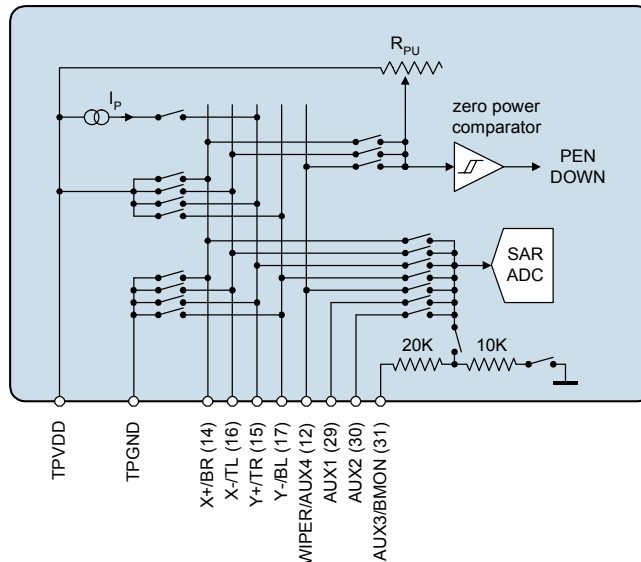 R_PU
I_P
zero power
comparator
PEN
DOWN
SAR
ADC
20K
10K
TPVDD
TPGND
X+/BR (14)
X-/TL (16)
Y+/TR (15)
Y-/BL (17)
WIPER/AUX4 (12)
AUX1 (29)
AUX2 (30)
AUX3/BMON (31)